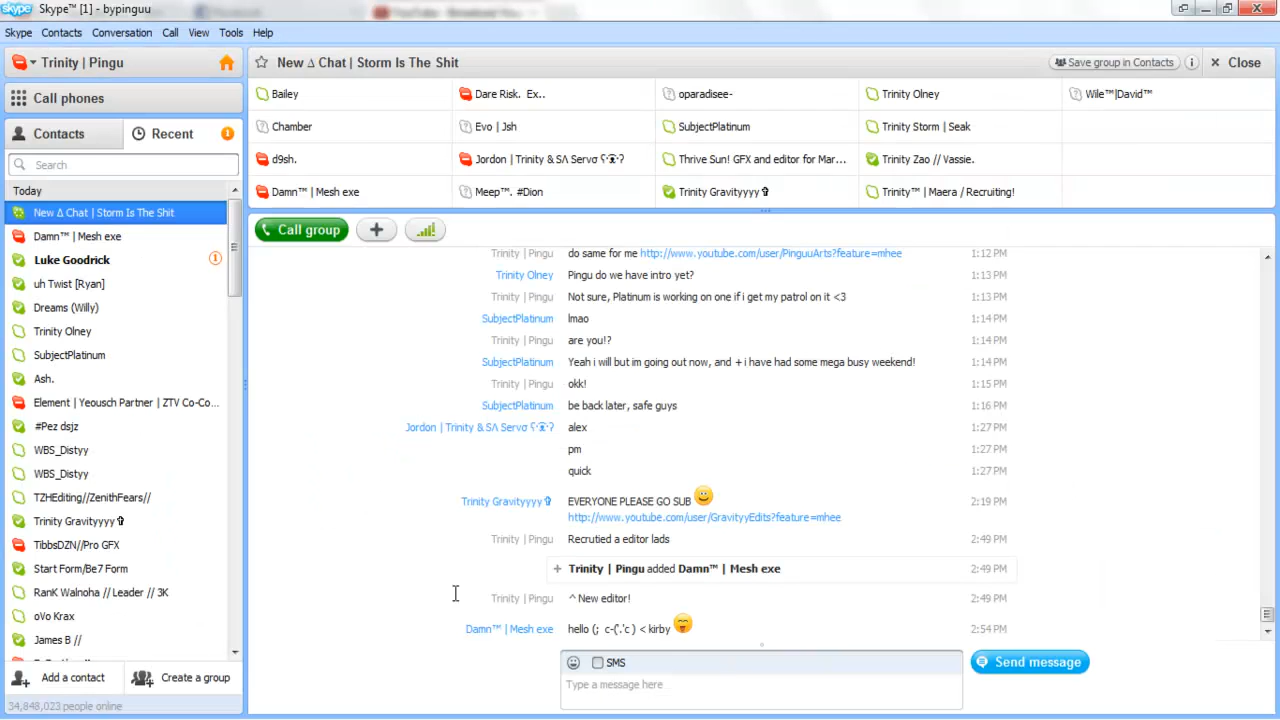 Skype™ [1] - bypinguu
Skype Contacts Conversation Call View Tools Help
Trinity | Pingu
Call phones
Contacts
Recent
1
Search
Today
New Δ Chat | Storm Is The Shit
Damn™ | Mesh exe
Luke Goodrick
1
uh Twist [Ryan]
Dreams (Willy)
Trinity Olney
SubjectPlatinum
Ash.
Element | Yeousch Partner | ZTV Co-Co...
#Pez dsjz
WBS_Distyy
WBS_Distyy
TZHEditing//ZenithFears//
Trinity Gravityyyy✞
TibbsDZN//Pro GFX
Start Form/Be7 Form
RanK Walnoha // Leader // 3K
oVo Krax
James B //
Add a contact
Create a group
34,848,023 people online
New Δ Chat | Storm Is The Shit
Save group in Contacts
Close
Bailey
Dare Risk. Ex..
oparadisee-
Trinity Olney
Wile™|David™
Chamber
Evo | Jsh
SubjectPlatinum
Trinity Storm | Seak
d9sh.
Jordon | Trinity & SΛ Servσ ʕ·ᴥ·ʔ
Thrive Sun! GFX and editor for Mar...
Trinity Zao // Vassie.
Damn™ | Mesh exe
Meep™. #Dion
Trinity Gravityyyy✞
Trinity™ | Maera / Recruiting!
Call group
Trinity | Pingu do same for me http://www.youtube.com/user/PinguuArts?feature=mhee 1:12 PM
Trinity Olney Pingu do we have intro yet? 1:13 PM
Trinity | Pingu Not sure, Platinum is working on one if i get my patrol on it <3 1:13 PM
SubjectPlatinum lmao 1:14 PM
Trinity | Pingu are you!? 1:14 PM
SubjectPlatinum Yeah i will but im going out now, and + i have had some mega busy weekend! 1:14 PM
Trinity | Pingu okk! 1:15 PM
SubjectPlatinum be back later, safe guys 1:16 PM
Jordon | Trinity & SΛ Servσ ʕ·ᴥ·ʔ alex 1:27 PM
pm 1:27 PM
quick 1:27 PM
Trinity Gravityyyy✞ EVERYONE PLEASE GO SUB 2:19 PM
http://www.youtube.com/user/GravityyEdits?feature=mhee
Trinity | Pingu Recrutied a editor lads 2:49 PM
+ Trinity | Pingu added Damn™ | Mesh exe 2:49 PM
Trinity | Pingu ^ New editor! 2:49 PM
Damn™ | Mesh exe hello (; c-('.'c ) < kirby 2:54 PM
SMS
Type a message here
Send message